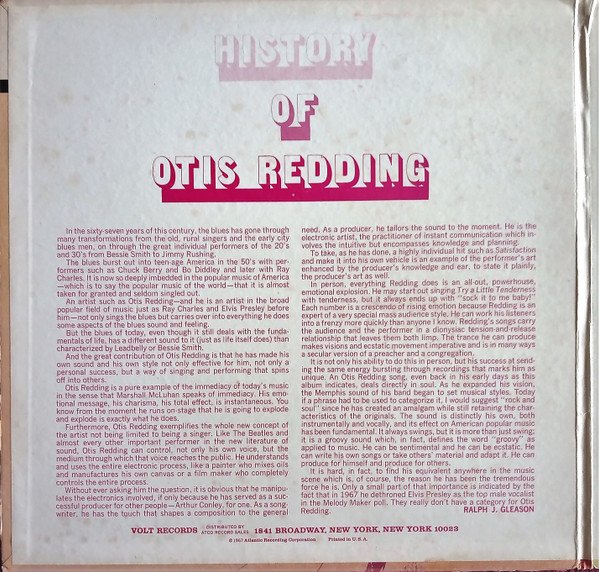 HISTORY
OF
OTIS REDDING
In the sixty-seven years of this century, the blues has gone through
many transformations from the old, rural singers and the early city
blues men, on through the great individual performers of the 20's
and 30's from Bessie Smith to Jimmy Rushing.
The blues burst out into teen-age America in the 50's with per-
formers such as Chuck Berry and Bo Diddley and later with Ray
Charles. It is now so deeply imbedded in the popular music of America
—which is to say the popular music of the world—that it is almost
taken for granted and seldom singled out.
An artist such as Otis Redding—and he is an artist in the broad
popular field of music just as Ray Charles and Elvis Presley before
him—not only sings the blues but carries over into everything he does
some aspects of the blues sound and feeling.
But the blues of today, even though it still deals with the funda-
mentals of life, has a different sound to it (just as life itself does) than
characterized by Leadbelly or Bessie Smith.
And the great contribution of Otis Redding is that he has made his
own sound and his own style not only effective for him, not only a
personal success, but a way of singing and performing that spins
off into others.
Otis Redding is a pure example of the immediacy of today's music
in the sense that Marshall McLuhan speaks of immediacy. His emo-
tional message, his charisma, his total effect, is instantaneous. You
know from the moment he runs on-stage that he is going to explode
and explode is exactly what he does.
Furthermore, Otis Redding exemplifies the whole new concept of
the artist not being limited to being a singer. Like The Beatles and
almost every other important performer in the new literature of
sound, Otis Redding can control, not only his own voice, but the
medium through which that voice reaches the public. He understands
and uses the entire electronic process, like a painter who mixes oils
and manufactures his own canvas or a film maker who completely
controls the entire process.
Without ever asking him the question, it is obvious that he manipu-
lates the electronics involved, if only because he has served as a suc-
cessful producer for other people—Arthur Conley, for one. As a song-
writer, he has the touch that shapes a composition to the general
need. As a producer, he tailors the sound to the moment. He is the
electronic artist, the practitioner of instant communication which in-
volves the intuitive but encompasses knowledge and planning.
To take, as he has done, a highly individual hit such as Satisfaction
and make it into his own vehicle is an example of the performer's art
enhanced by the producer's knowledge and ear, to state it plainly,
the producer's art as well.
In person, everything Redding does is an all-out, powerhouse,
emotional explosion. He may start out singing Try a Little Tenderness
with tenderness, but it always ends up with "sock it to me baby!"
Each number is a crescendo of rising emotion because Redding is an
expert of a very special mass audience style. He can work his listeners
into a frenzy more quickly than anyone I know. Redding's songs carry
the audience and the performer in a dionysiac tension-and-release
relationship that leaves them both limp. The trance he can produce
makes visions and ecstatic movement imperative and is in many ways
a secular version of a preacher and a congregation.
It is not only his ability to do this in person, but his success at send-
ing the same energy bursting through recordings that marks him as
unique. An Otis Redding song, even back in his early days as this
album indicates, deals directly in soul. As he expanded his vision,
the Memphis sound of his band began to set musical styles. Today
if a phrase had to be used to categorize it, I would suggest "rock and
soul" since he has created an amalgam while still retaining the char-
acteristics of the originals. The sound is distinctly his own, both
instrumentally and vocally, and its effect on American popular music
has been fundamental. It always swings, but it is more than just swing;
it is a groovy sound which, in fact, defines the word "groovy" as
applied to music. He can be sentimental and he can be ecstatic. He
can write his own songs or take others' material and adapt it. He can
produce for himself and produce for others.
It is hard, in fact, to find his equivalent anywhere in the music
scene which is, of course, the reason he has been the tremendous
force he is. Only a small part of that importance is indicated by the
fact that in 1967 he dethroned Elvis Presley as the top male vocalist
in the Melody Maker poll. They really don't have a category for Otis
Redding. RALPH J. GLEASON
VOLT RECORDS DISTRIBUTED BY ATCO RECORD SALES 1841 BROADWAY, NEW YORK, NEW YORK 10023
© 1967 Atlantic Recording Corporation Printed in U.S.A.